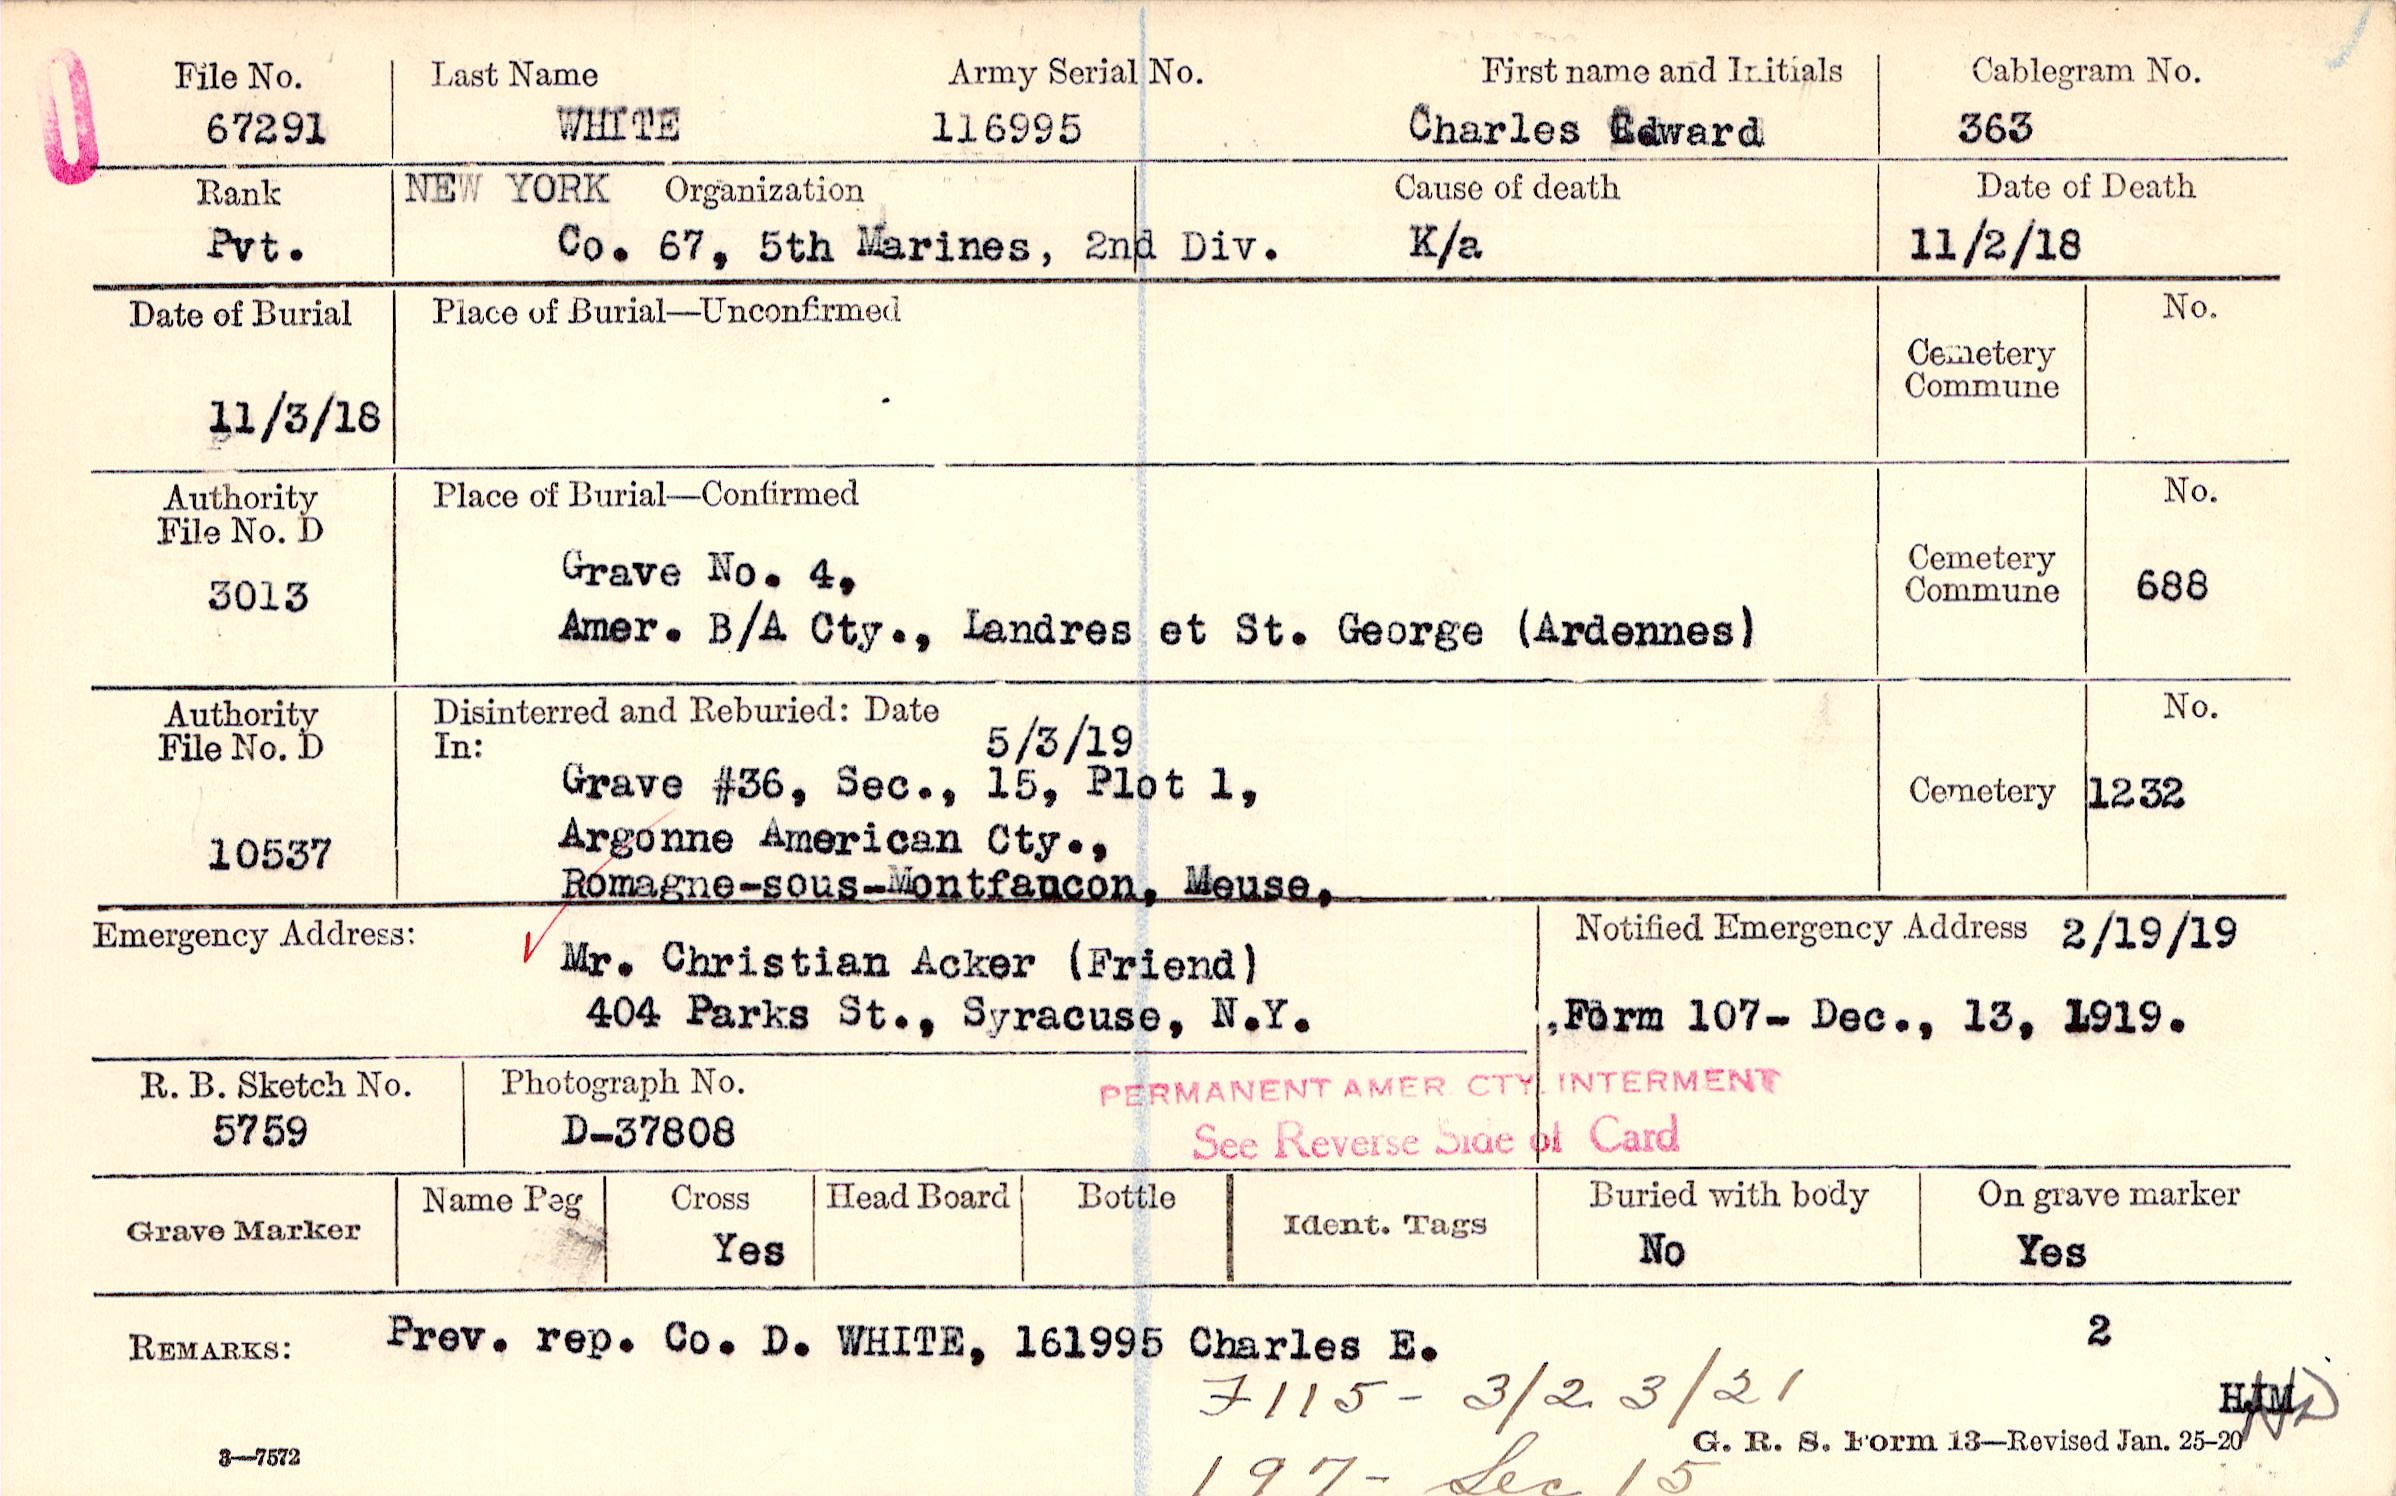 File No. Last Name Army Serial No. First name and Initials Cablegram No.
67291 WHITE 116995 Charles Edward 363
Rank NEW YORK Organization Cause of death Date of Death
Pvt. Co. 67, 5th Marines, 2nd Div. K/a 11/2/18
Date of Burial Place of Burial—Unconfirmed No.
Cemetery
Commune
11/3/18
Authority Place of Burial—Confirmed No.
File No. D
Grave No. 4, Cemetery
3013 Commune 688
Amer. B/A Cty., Landres et St. George (Ardennes)
Authority Disinterred and Reburied: Date No.
File No. D In: 5/3/19
Grave #36, Sec., 15, Plot 1, Cemetery 1232
10537 Argonne American Cty.,
Romagne-sous-Montfaucon, Meuse,
Emergency Address: Notified Emergency Address 2/19/19
Mr. Christian Acker (Friend)
404 Parks St., Syracuse, N.Y. Form 107- Dec., 13, 1919.
R. B. Sketch No. Photograph No. PERMANENT AMER. CTY. INTERMENT
5759 D-37808 See Reverse Side of Card
Name Peg Cross Head Board Bottle Buried with body On grave marker
Grave Marker Ident. Tags
Yes No Yes
REMARKS: Prev. rep. Co. D. WHITE, 161995 Charles E. 2
7115- 3/23/21
HJM
G. R. S. Form 13—Revised Jan. 25-20
3—7572
197- Sec 15